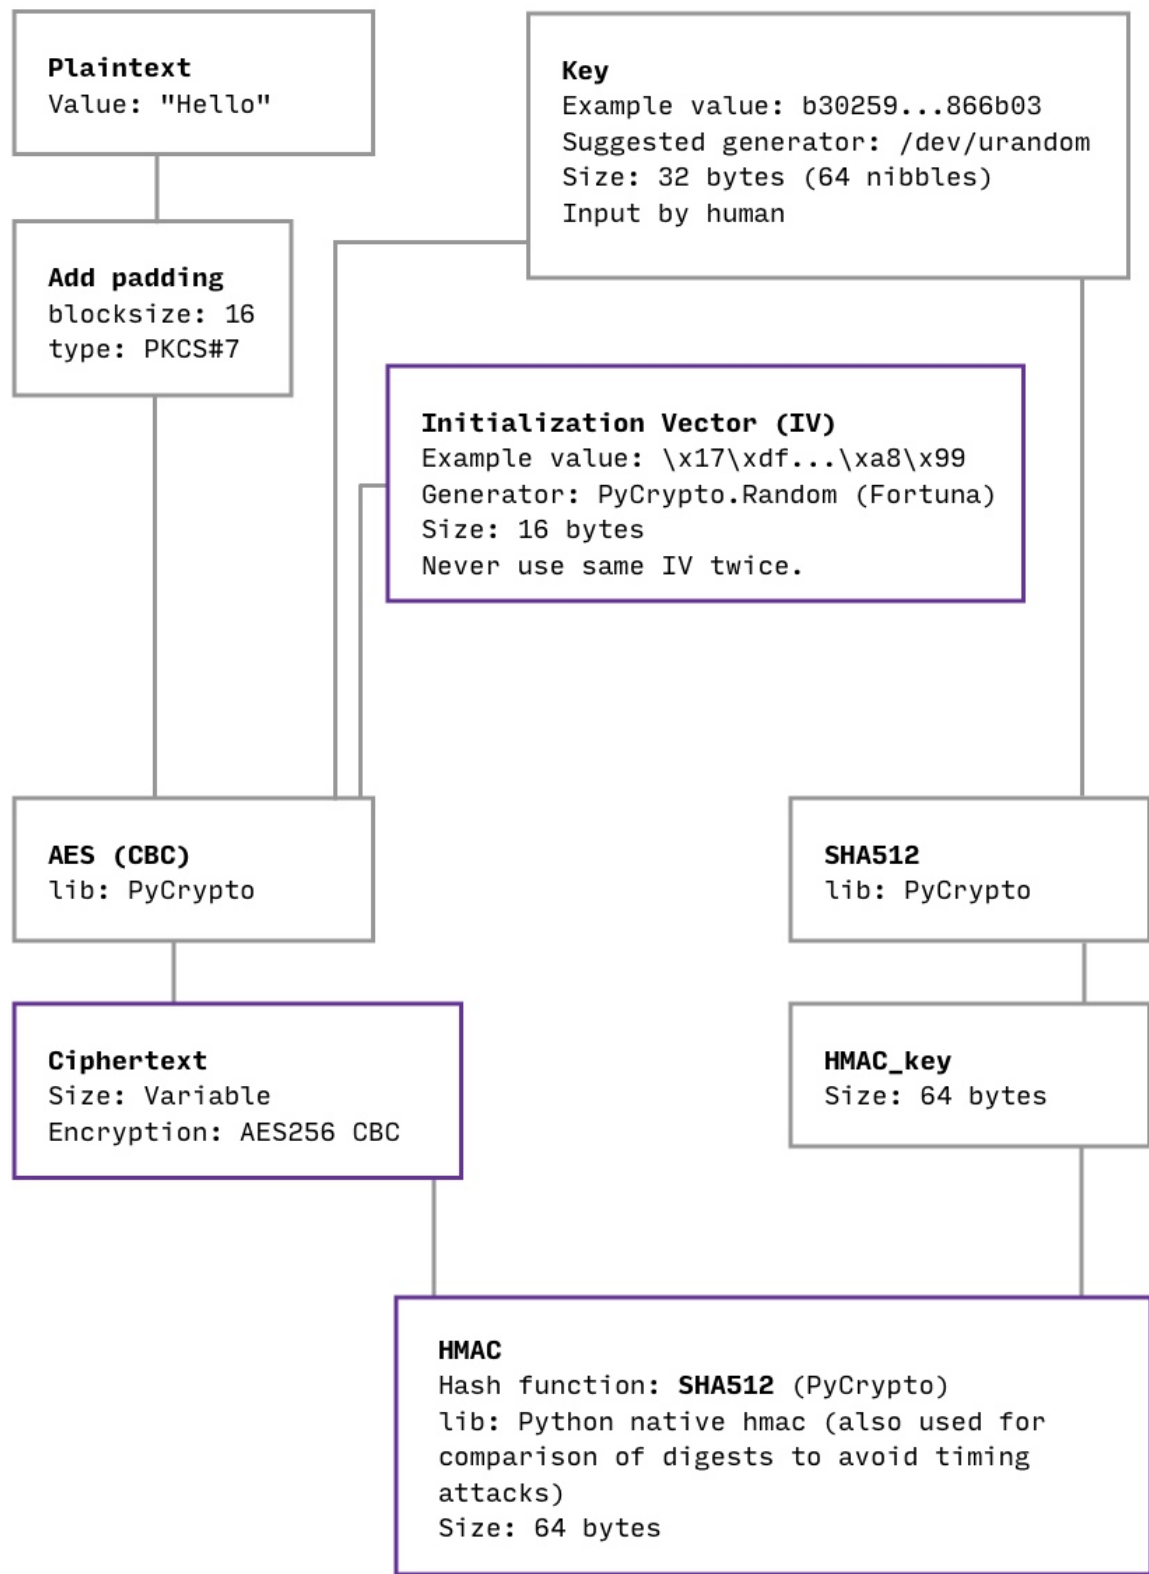 Plaintext
Value: "Hello"
Key
Example value: b30259...866b03
Suggested generator: /dev/urandom
Size: 32 bytes (64 nibbles)
Input by human
Add padding
blocksize: 16
type: PKCS#7
Initialization Vector (IV)
Example value: \x17\xdf...\xa8\x99
Generator: PyCrypto.Random (Fortuna)
Size: 16 bytes
Never use same IV twice.
AES (CBC)
lib: PyCrypto
SHA512
lib: PyCrypto
Ciphertext
Size: Variable
Encryption: AES256 CBC
HMAC_key
Size: 64 bytes
HMAC
Hash function: SHA512 (PyCrypto)
lib: Python native hmac (also used for
comparison of digests to avoid timing
attacks)
Size: 64 bytes